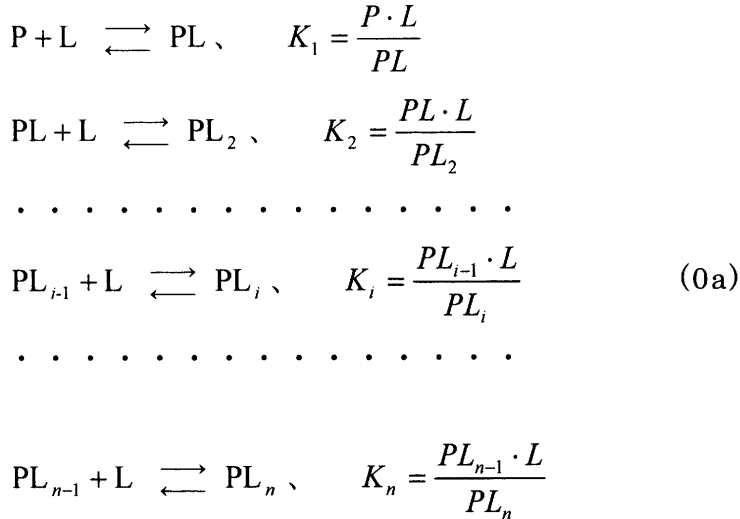 P + L ⇄ PL 、 K₁ = P · L / PL
PL + L ⇄ PL₂ 、 K₂ = PL · L / PL₂
· · · · · · · · · · · · · · ·
PLᵢ₋₁ + L ⇄ PLᵢ 、 Kᵢ = PLᵢ₋₁ · L / PLᵢ (0a)
· · · · · · · · · · · · · · ·
PLₙ₋₁ + L ⇄ PLₙ 、 Kₙ = PLₙ₋₁ · L / PLₙ